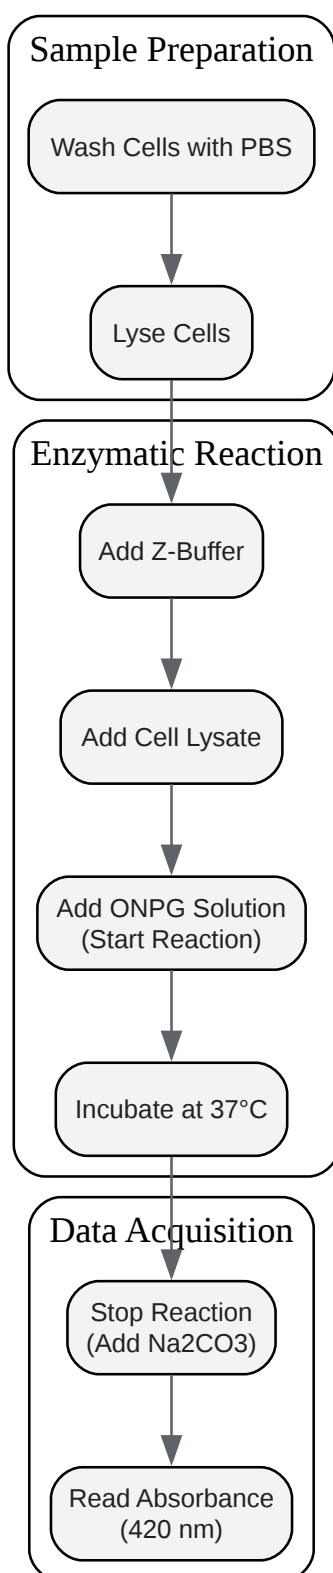 Sample Preparation
Wash Cells with PBS
Lyse Cells
Enzymatic Reaction
Add Z-Buffer
Add Cell Lysate
Add ONPG Solution
(Start Reaction)
Incubate at 37°C
Data Acquisition
Stop Reaction
(Add Na2CO3)
Read Absorbance
(420 nm)